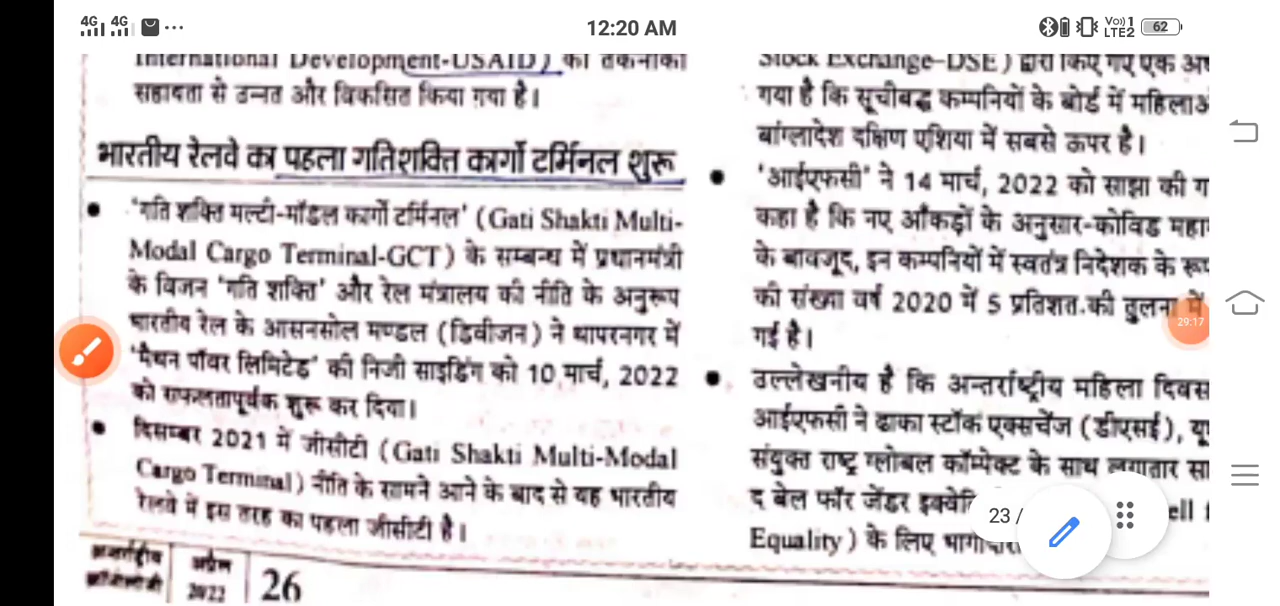 4G 4G
12:20 AM
Vo)) 1
LTE2
62
International Development-USAID) की तकनीकी
सहायता से उन्नत और विकसित किया गया है।
भारतीय रेलवे का पहला गतिशक्ति कार्गो टर्मिनल शुरू
'गति शक्ति मल्टी-मॉडल कार्गो टर्मिनल' (Gati Shakti Multi-
Modal Cargo Terminal-GCT) के सम्बन्ध में प्रधानमंत्री
के विजन 'गति शक्ति' और रेल मंत्रालय की नीति के अनुरूप
भारतीय रेल के आसनसोल मण्डल (डिवीजन) ने थापरनगर में
'मैथन पॉवर लिमिटेड' की निजी साइडिंग को 10 मार्च, 2022
को सफलतापूर्वक शुरू कर दिया।
दिसम्बर 2021 में जीसीटी (Gati Shakti Multi-Modal
Cargo Terminal) नीति के सामने आने के बाद से यह भारतीय
रेलवे में इस तरह का पहला जीसीटी है।
अप्रैल
2022
26
Stock Exchange-DSE) द्वारा किए गए एक
गया है कि सूचीबद्ध कम्पनियों के बोर्ड में
बांग्लादेश दक्षिण एशिया में सबसे ऊपर है।
'आईएफसी' ने 14 मार्च, 2022 को साझा की
कहा है कि नए आँकड़ों के अनुसार-कोविड
के बावजूद, इन कम्पनियों में स्वतंत्र निदेशक के
की संख्या वर्ष 2020 में 5 प्रतिशत.की तुलना में
गई है।
उल्लेखनीय है कि अन्तर्राष्ट्रीय महिला दिवस
आईएफसी ने ढाका स्टॉक एक्सचेंज (डीएसई),
संयुक्त राष्ट्र ग्लोबल कॉम्पेक्ट के साथ लगातार
द बेल फॉर जेंडर
Equality) के लिए
29:17
23 /